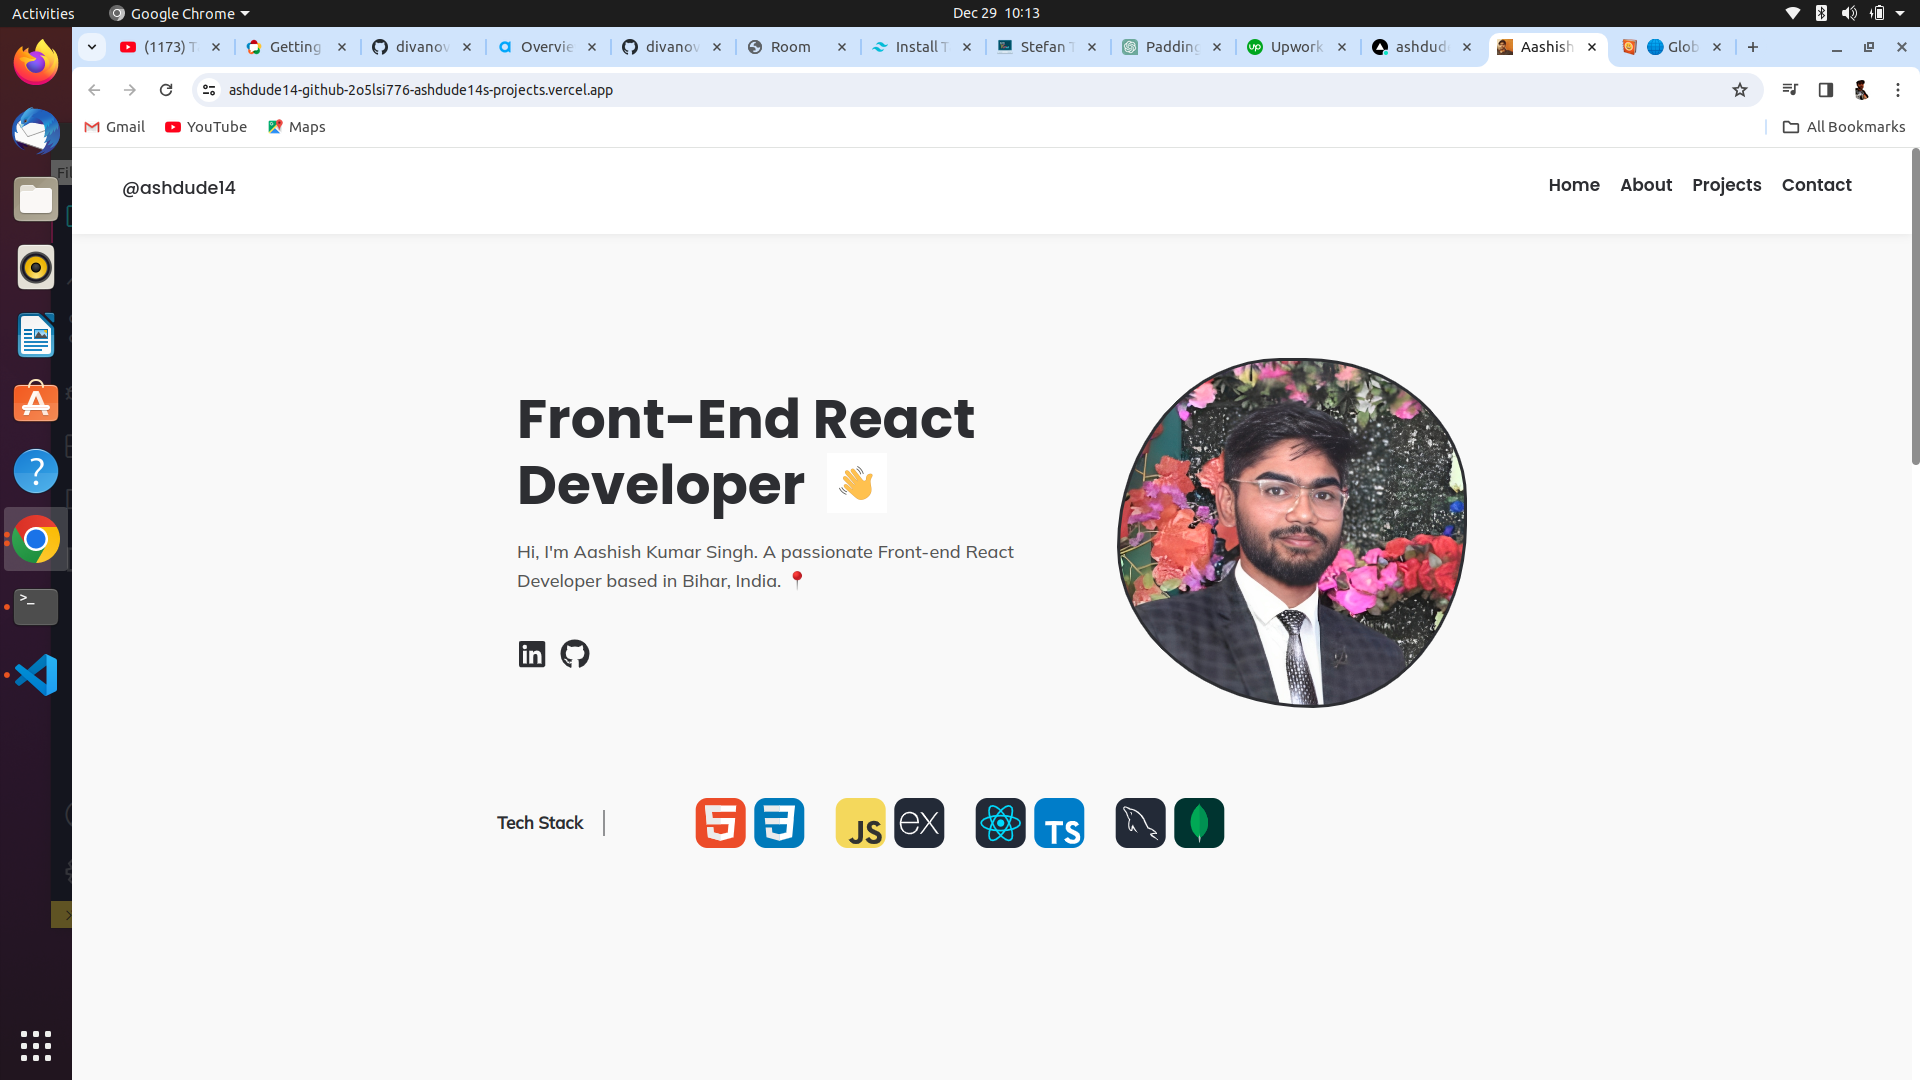 Activities
Google Chrome
Dec 29 10:13
(1173) T
Getting
divanov
Overvie
divanov
Room
Install T
Stefan T
Padding
Upwork
ashdude
Aashish
Glob
ashdude14-github-2o5lsi776-ashdude14s-projects.vercel.app
Gmail
YouTube
Maps
All Bookmarks
Fil
@ashdude14
Home
About
Projects
Contact
Front-End React
Developer 👋
Hi, I'm Aashish Kumar Singh. A passionate Front-end React
Developer based in Bihar, India. 📍
in
Tech Stack
JS
ex
TS